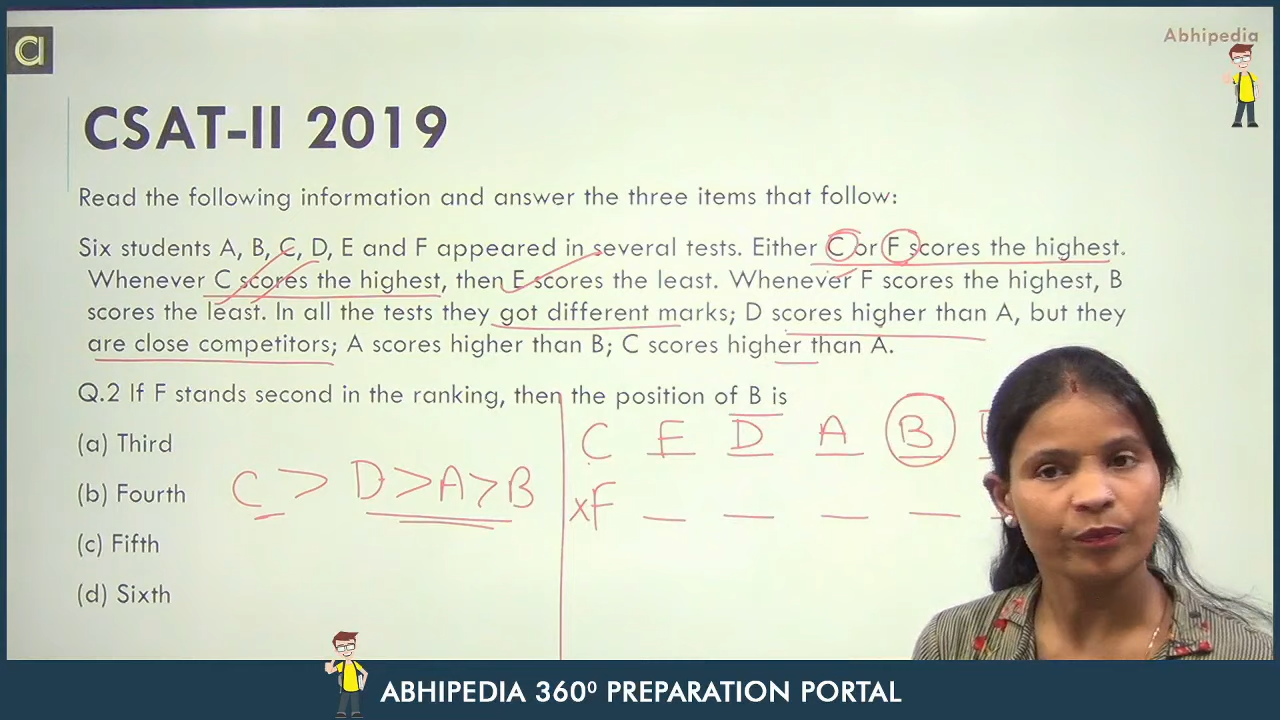 Abhipedia
CSAT-II 2019
Read the following information and answer the three items that follow:
Six students A, B, C, D, E and F appeared in several tests. Either C or F scores the highest.
Whenever C scores the highest, then E scores the least. Whenever F scores the highest, B
scores the least. In all the tests they got different marks; D scores higher than A, but they
are close competitors; A scores higher than B; C scores higher than A.
Q.2 If F stands second in the ranking, then the position of B is
(a) Third
(b) Fourth
(c) Fifth
(d) Sixth
C > D > A > B
C F D A B
xF
ABHIPEDIA 360⁰ PREPARATION PORTAL